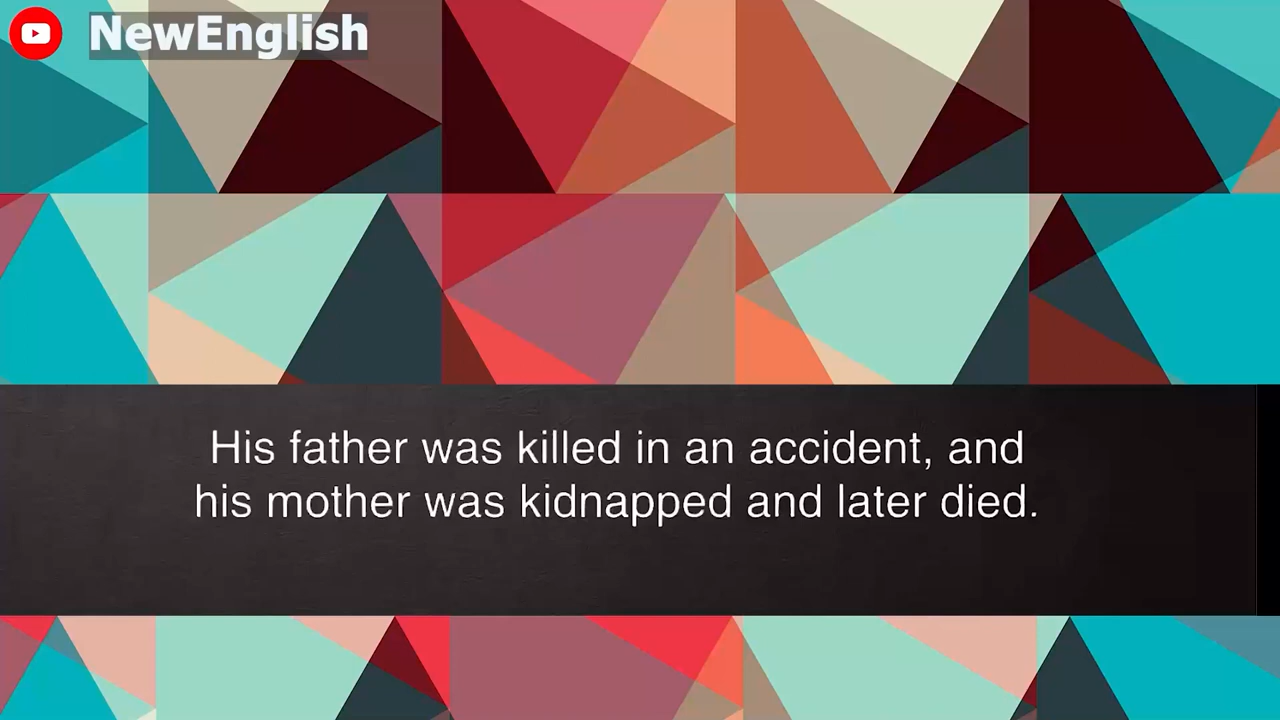 NewEnglish
His father was killed in an accident, and
his mother was kidnapped and later died.